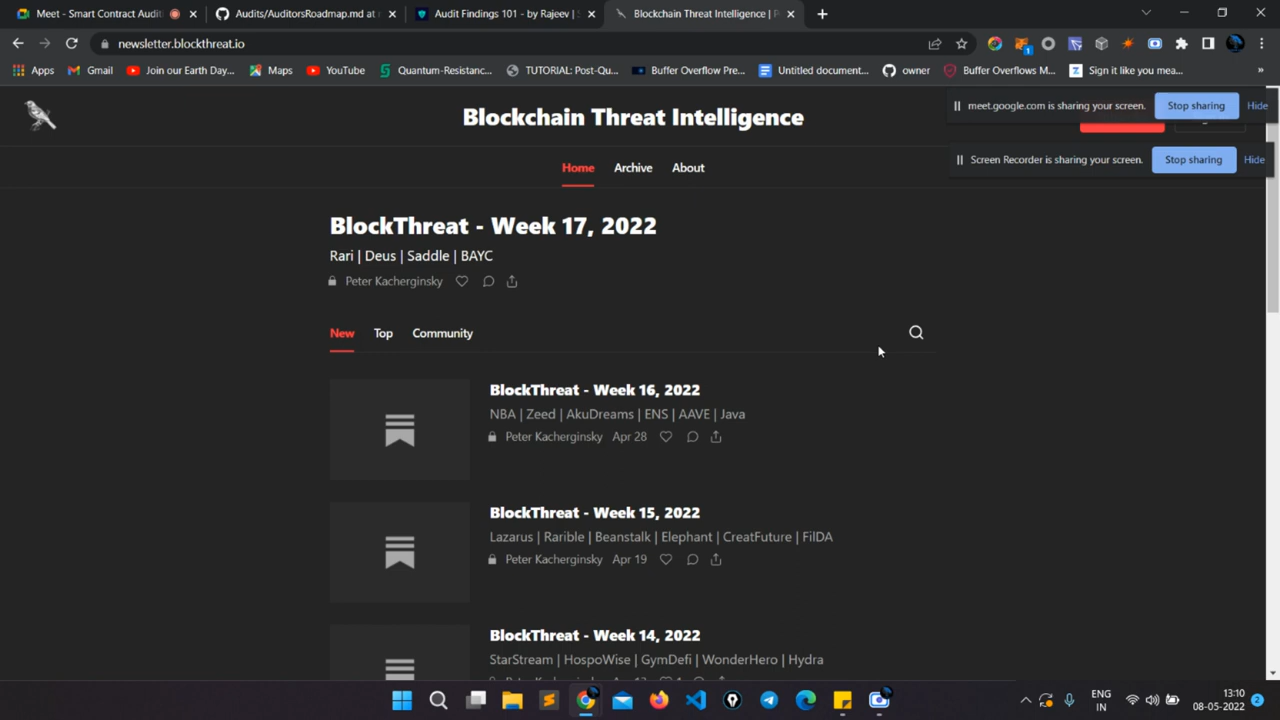 Meet - Smart Contract Audit
Audits/AuditorsRoadmap.md at m
Audit Findings 101 - by Rajeev | S
Blockchain Threat Intelligence | P
newsletter.blockthreat.io
Apps
Gmail
Join our Earth Day...
Maps
YouTube
Quantum-Resistanc...
TUTORIAL: Post-Qu...
Buffer Overflow Pre...
Untitled document...
owner
Buffer Overflows M...
Sign it like you mea...
Blockchain Threat Intelligence
meet.google.com is sharing your screen. Stop sharing Hide
Screen Recorder is sharing your screen. Stop sharing Hide
Home Archive About
BlockThreat - Week 17, 2022
Rari | Deus | Saddle | BAYC
Peter Kacherginsky
New Top Community
BlockThreat - Week 16, 2022
NBA | Zeed | AkuDreams | ENS | AAVE | Java
Peter Kacherginsky Apr 28
BlockThreat - Week 15, 2022
Lazarus | Rarible | Beanstalk | Elephant | CreatFuture | FilDA
Peter Kacherginsky Apr 19
BlockThreat - Week 14, 2022
StarStream | HospoWise | GymDefi | WonderHero | Hydra
ENG
IN
13:10
08-05-2022
2